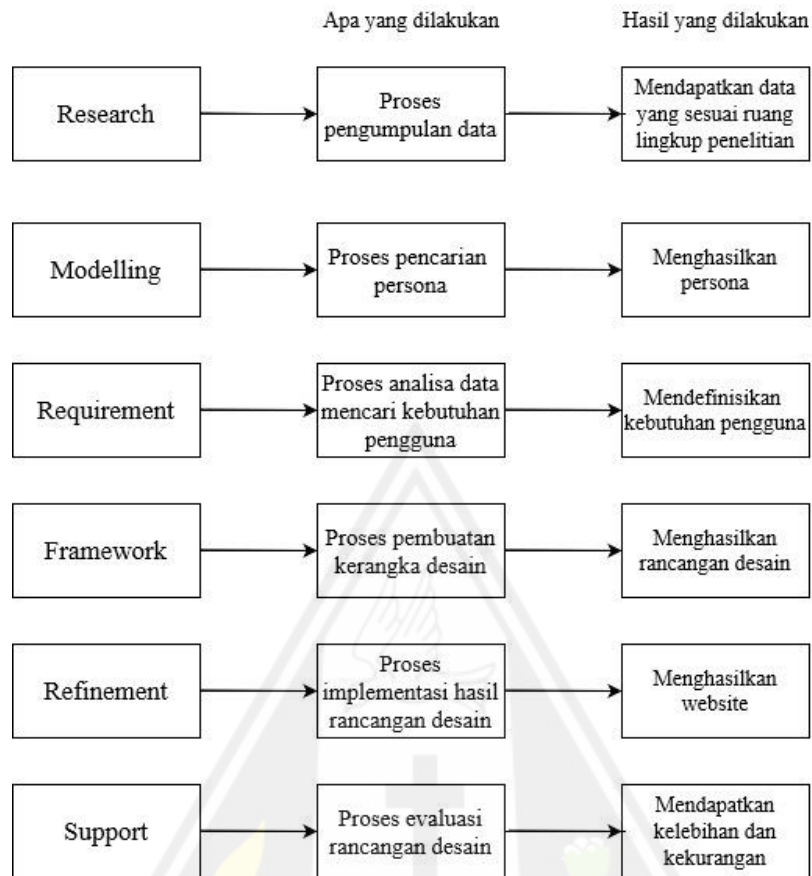 Apa yang dilakukan
Hasil yang dilakukan
Research
Proses
pengumpulan data
Mendapatkan data
yang sesuai ruang
lingkup penelitian
Modelling
Proses pencarian
persona
Menghasilkan
persona
Requirement
Proses analisa data
mencari kebutuhan
pengguna
Mendefinisikan
kebutuhan pengguna
Framework
Proses pembuatan
kerangka desain
Menghasilkan
rancangan desain
Refinement
Proses
implementasi hasil
rancangan desain
Menghasilkan
website
Support
Proses evaluasi
rancangan desain
Mendapatkan
kelebihan dan
kekurangan